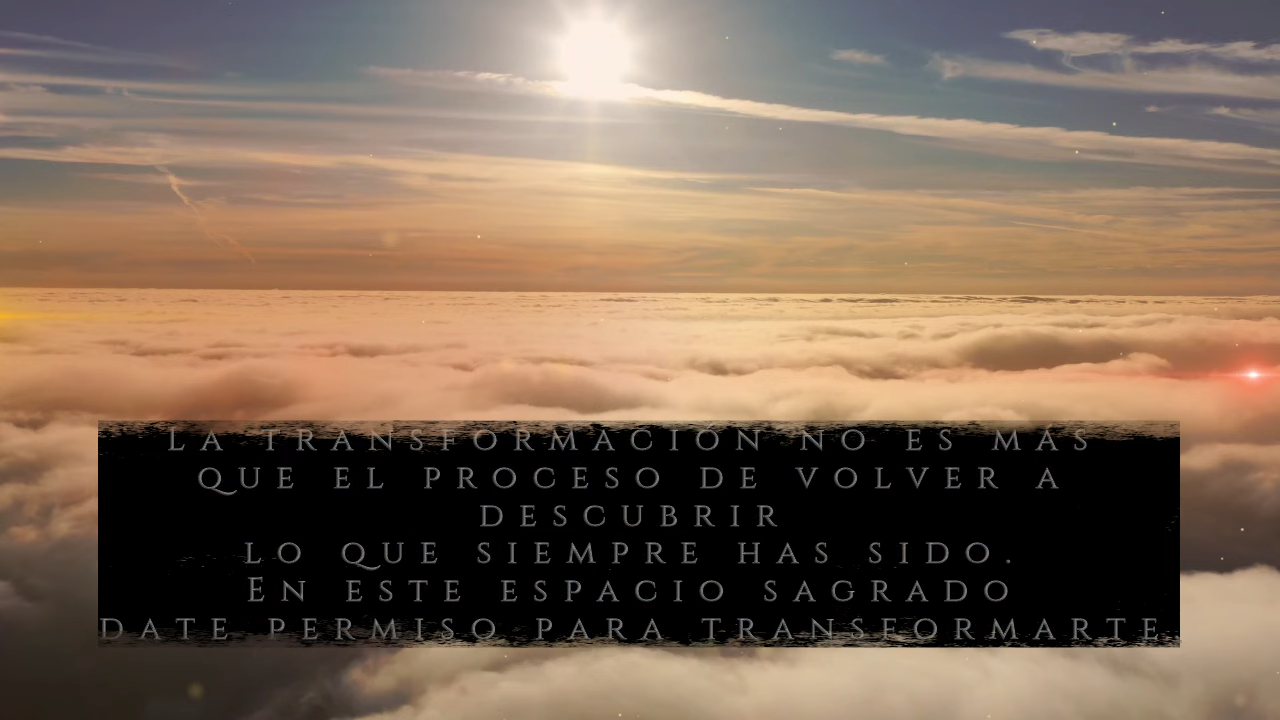 La transformación no es más
que el proceso de volver a
descubrir
lo que siempre has sido.
En este espacio sagrado
date permiso para transformarte.